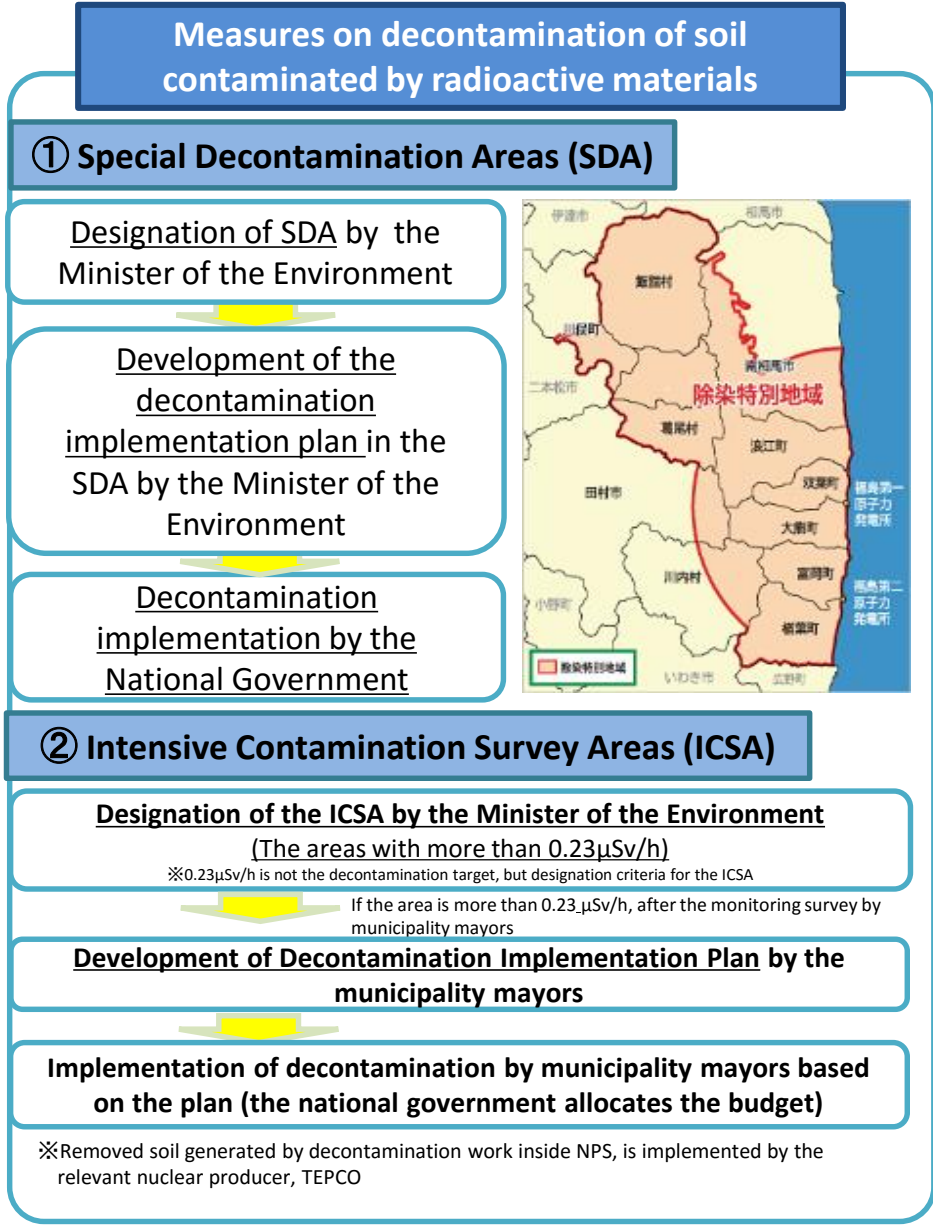 Measures on decontamination of soil
contaminated by radioactive materials
① Special Decontamination Areas (SDA)
Designation of SDA by the
Minister of the Environment
Development of the
decontamination
implementation plan in the
SDA by the Minister of the
Environment
Decontamination
implementation by the
National Government
伊達市
相馬市
飯舘村
川俣町
二本松市
南相馬市
除染特別地域
葛尾村
浪江町
田村市
双葉町
福島第一
原子力
発電所
大熊町
川内村
富岡町
小野町
福島第二
原子力
発電所
楢葉町
除染特別地域
いわき市
広野町
② Intensive Contamination Survey Areas (ICSA)
Designation of the ICSA by the Minister of the Environment
(The areas with more than 0.23μSv/h)
※0.23μSv/h is not the decontamination target, but designation criteria for the ICSA
If the area is more than 0.23 μSv/h, after the monitoring survey by
municipality mayors
Development of Decontamination Implementation Plan by the
municipality mayors
Implementation of decontamination by municipality mayors based
on the plan (the national government allocates the budget)
※Removed soil generated by decontamination work inside NPS, is implemented by the
relevant nuclear producer, TEPCO